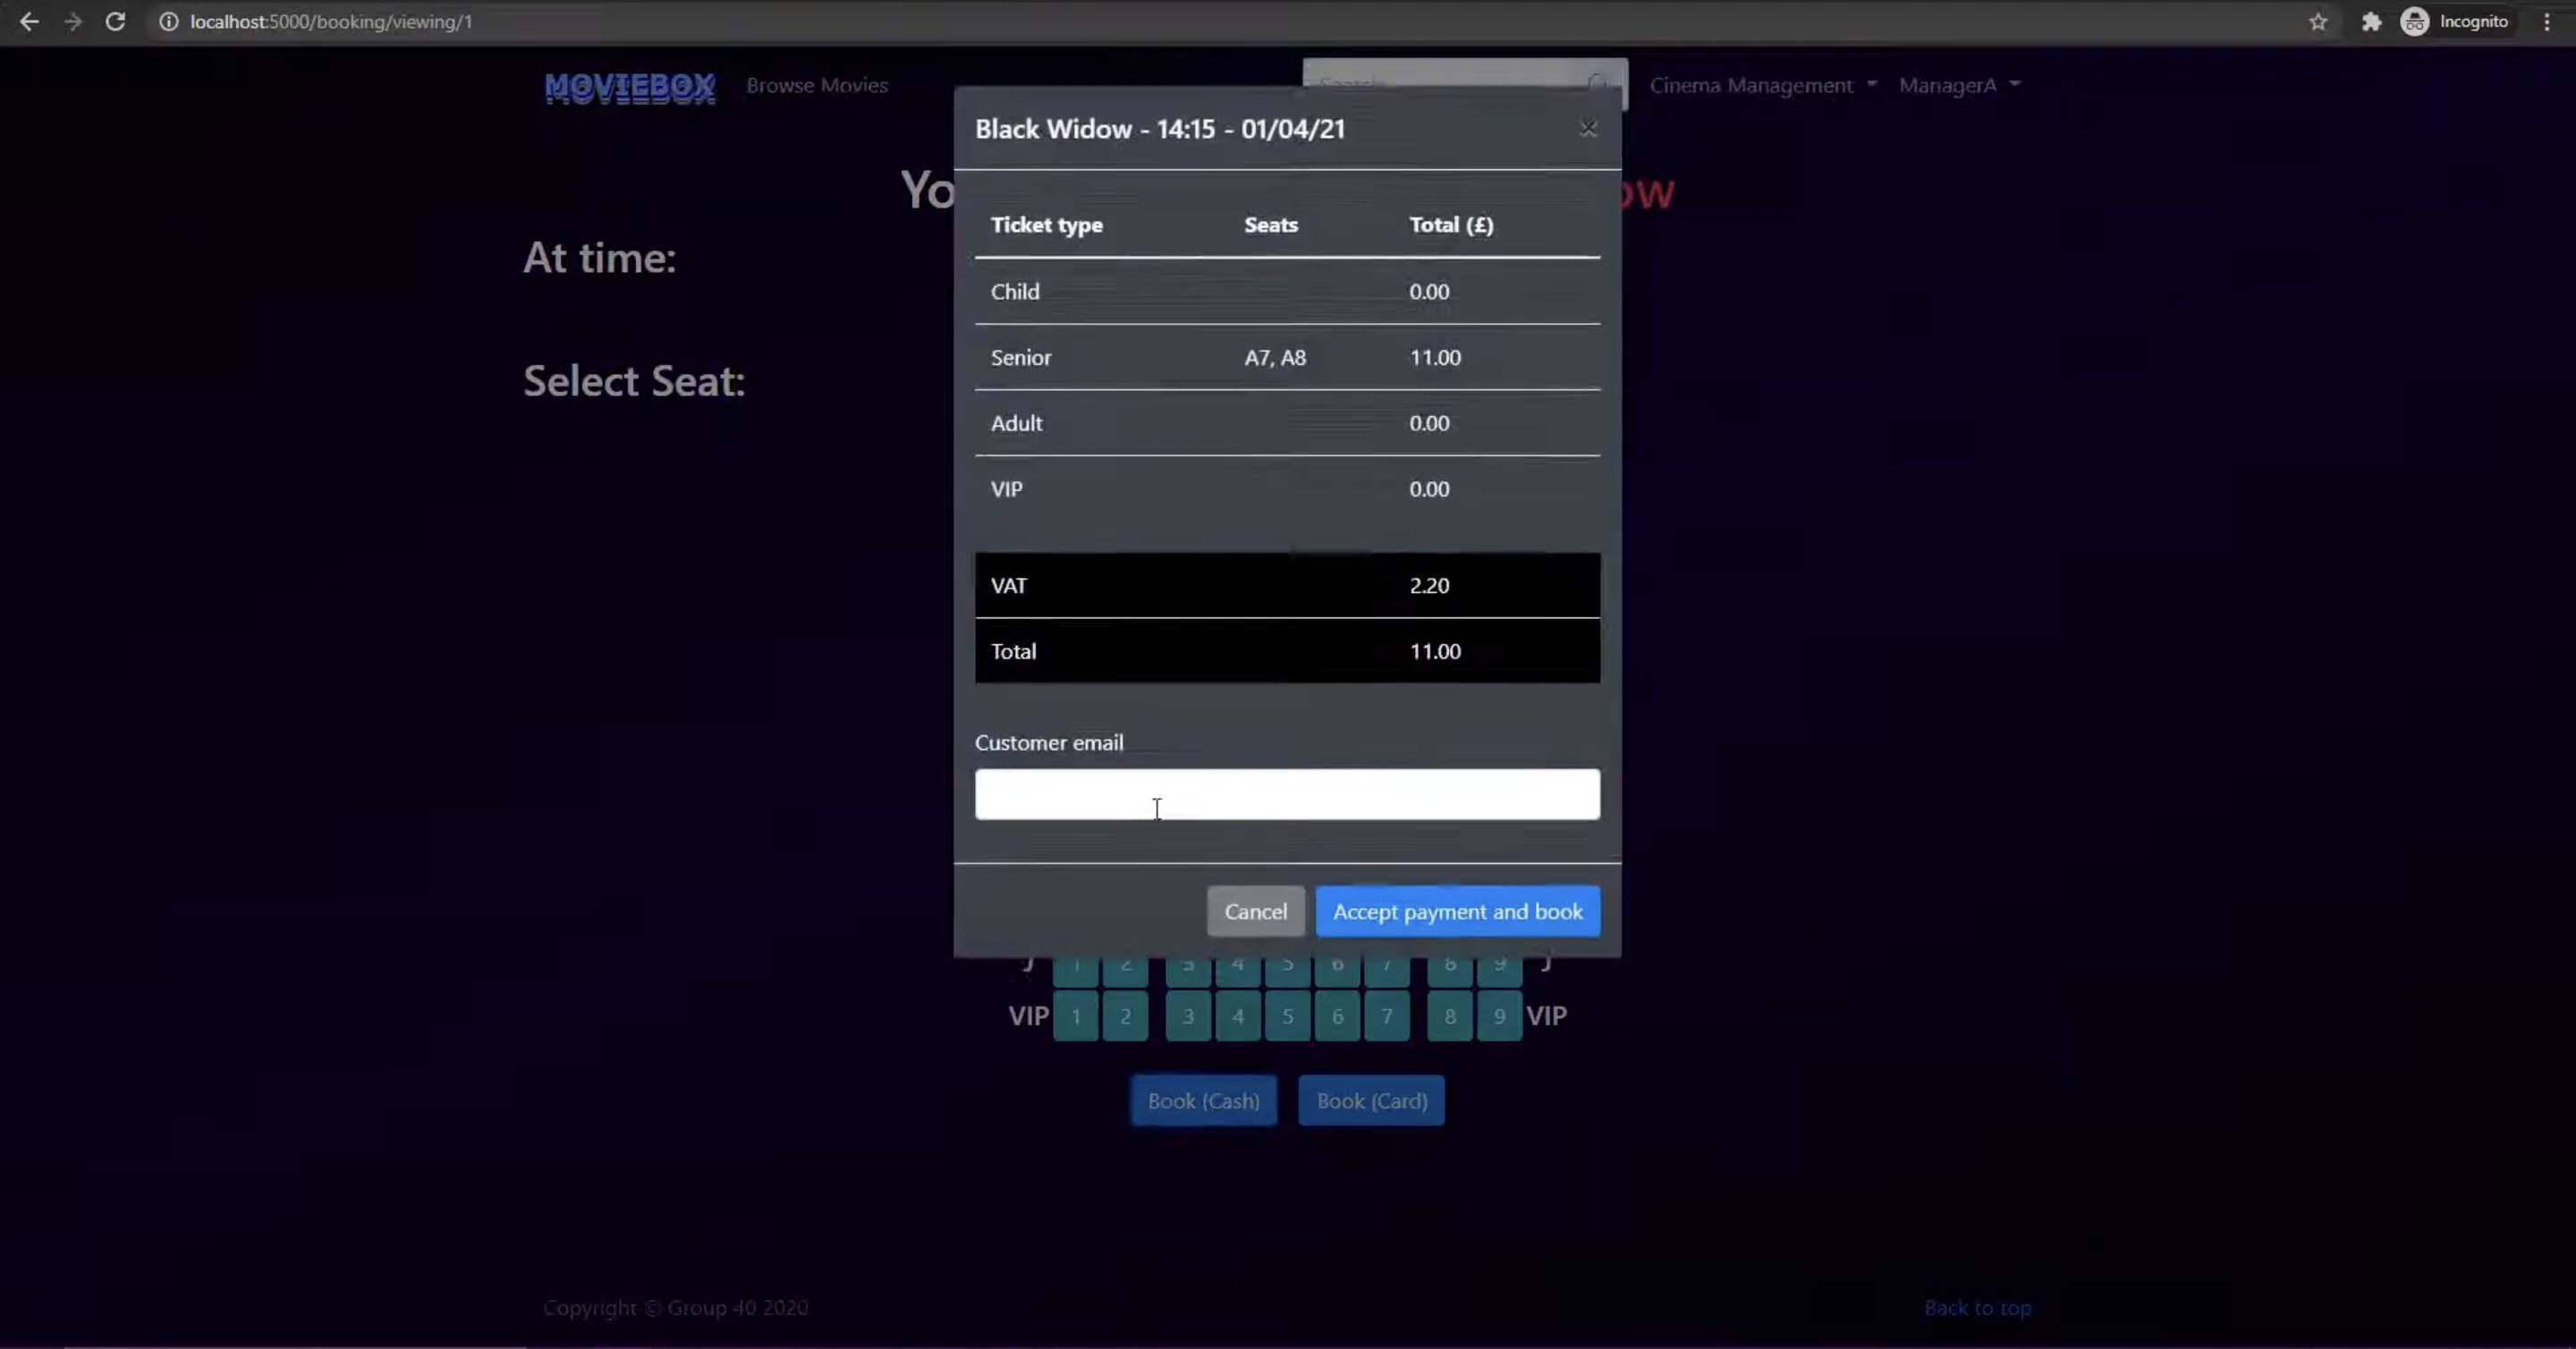 localhost:5000/booking/viewing/1
Incognito
MOVIEBOX Browse Movies Cinema Management ManagerA
Black Widow - 14:15 - 01/04/21
At time:
Select Seat:
Ticket type Seats Total (£)
Child 0.00
Senior A7, A8 11.00
Adult 0.00
VIP 0.00
VAT 2.20
Total 11.00
Customer email
Cancel Accept payment and book
J 1 2 3 4 5 6 7 8 9 J
VIP 1 2 3 4 5 6 7 8 9 VIP
Book (Cash) Book (Card)
Copyright © Group 40 2020 Back to top